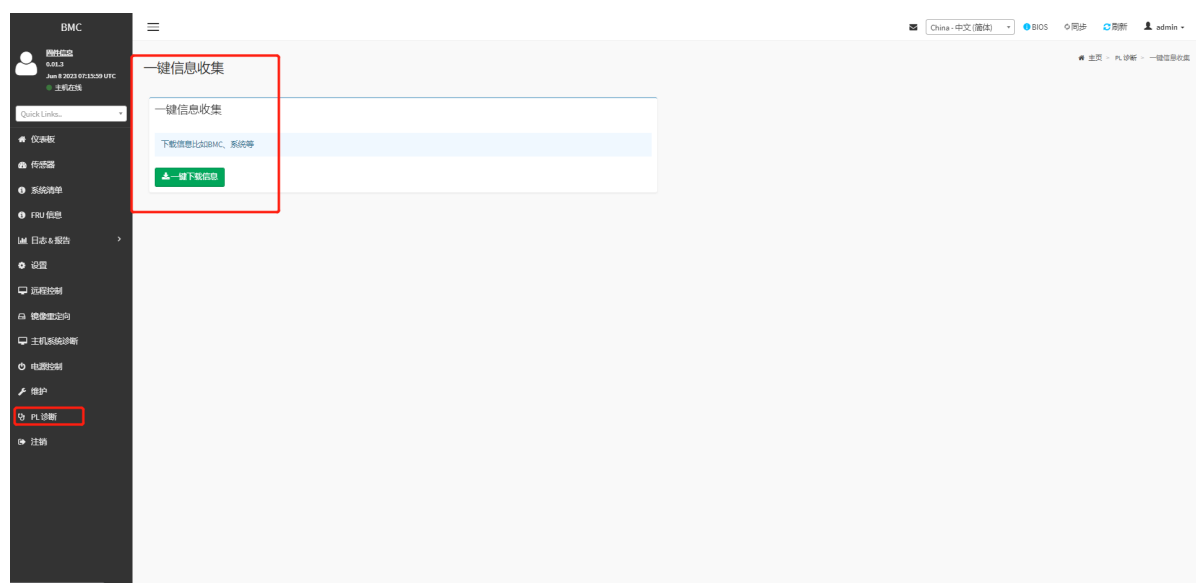 BMC
China - 中文 (简体)
BIOS
同步
刷新
admin
固件信息
0.01.3
Jun 8 2023 07:13:59 UTC
主机在线
Quick Links...
仪表板
传感器
系统清单
FRU 信息
日志 & 报告
设置
远程控制
镜像重定向
主机系统诊断
电源控制
维护
PL 诊断
注销
一键信息收集
主页 > PL 诊断 > 一键信息收集
一键信息收集
下载信息比如BMC、系统等
一键下载信息